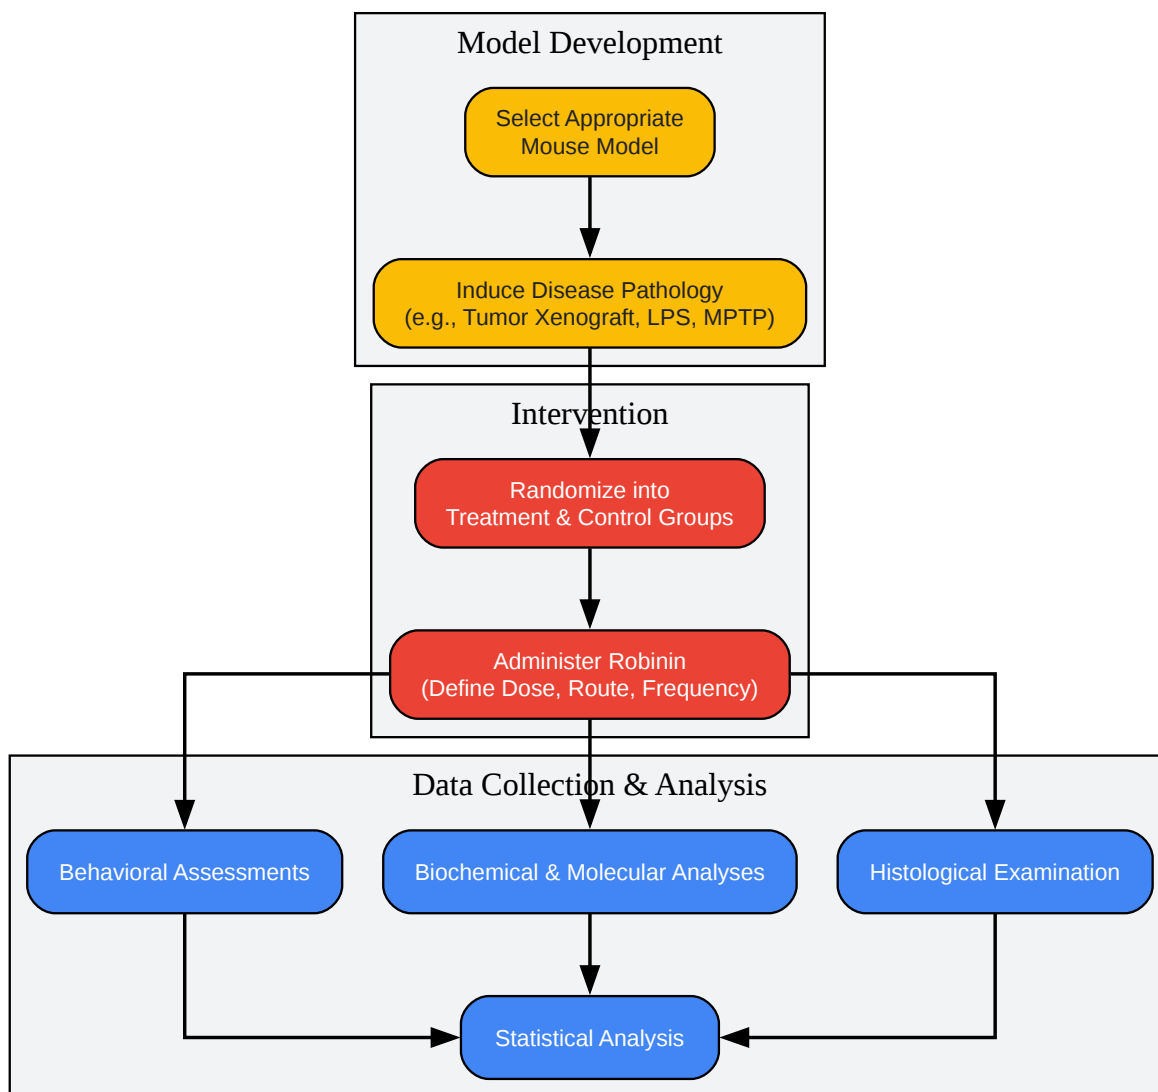 Model Development
Select Appropriate
Mouse Model
Induce Disease Pathology
(e.g., Tumor Xenograft, LPS, MPTP)
Intervention
Randomize into
Treatment & Control Groups
Administer Robinin
(Define Dose, Route, Frequency)
Data Collection & Analysis
Behavioral Assessments
Biochemical & Molecular Analyses
Histological Examination
Statistical Analysis